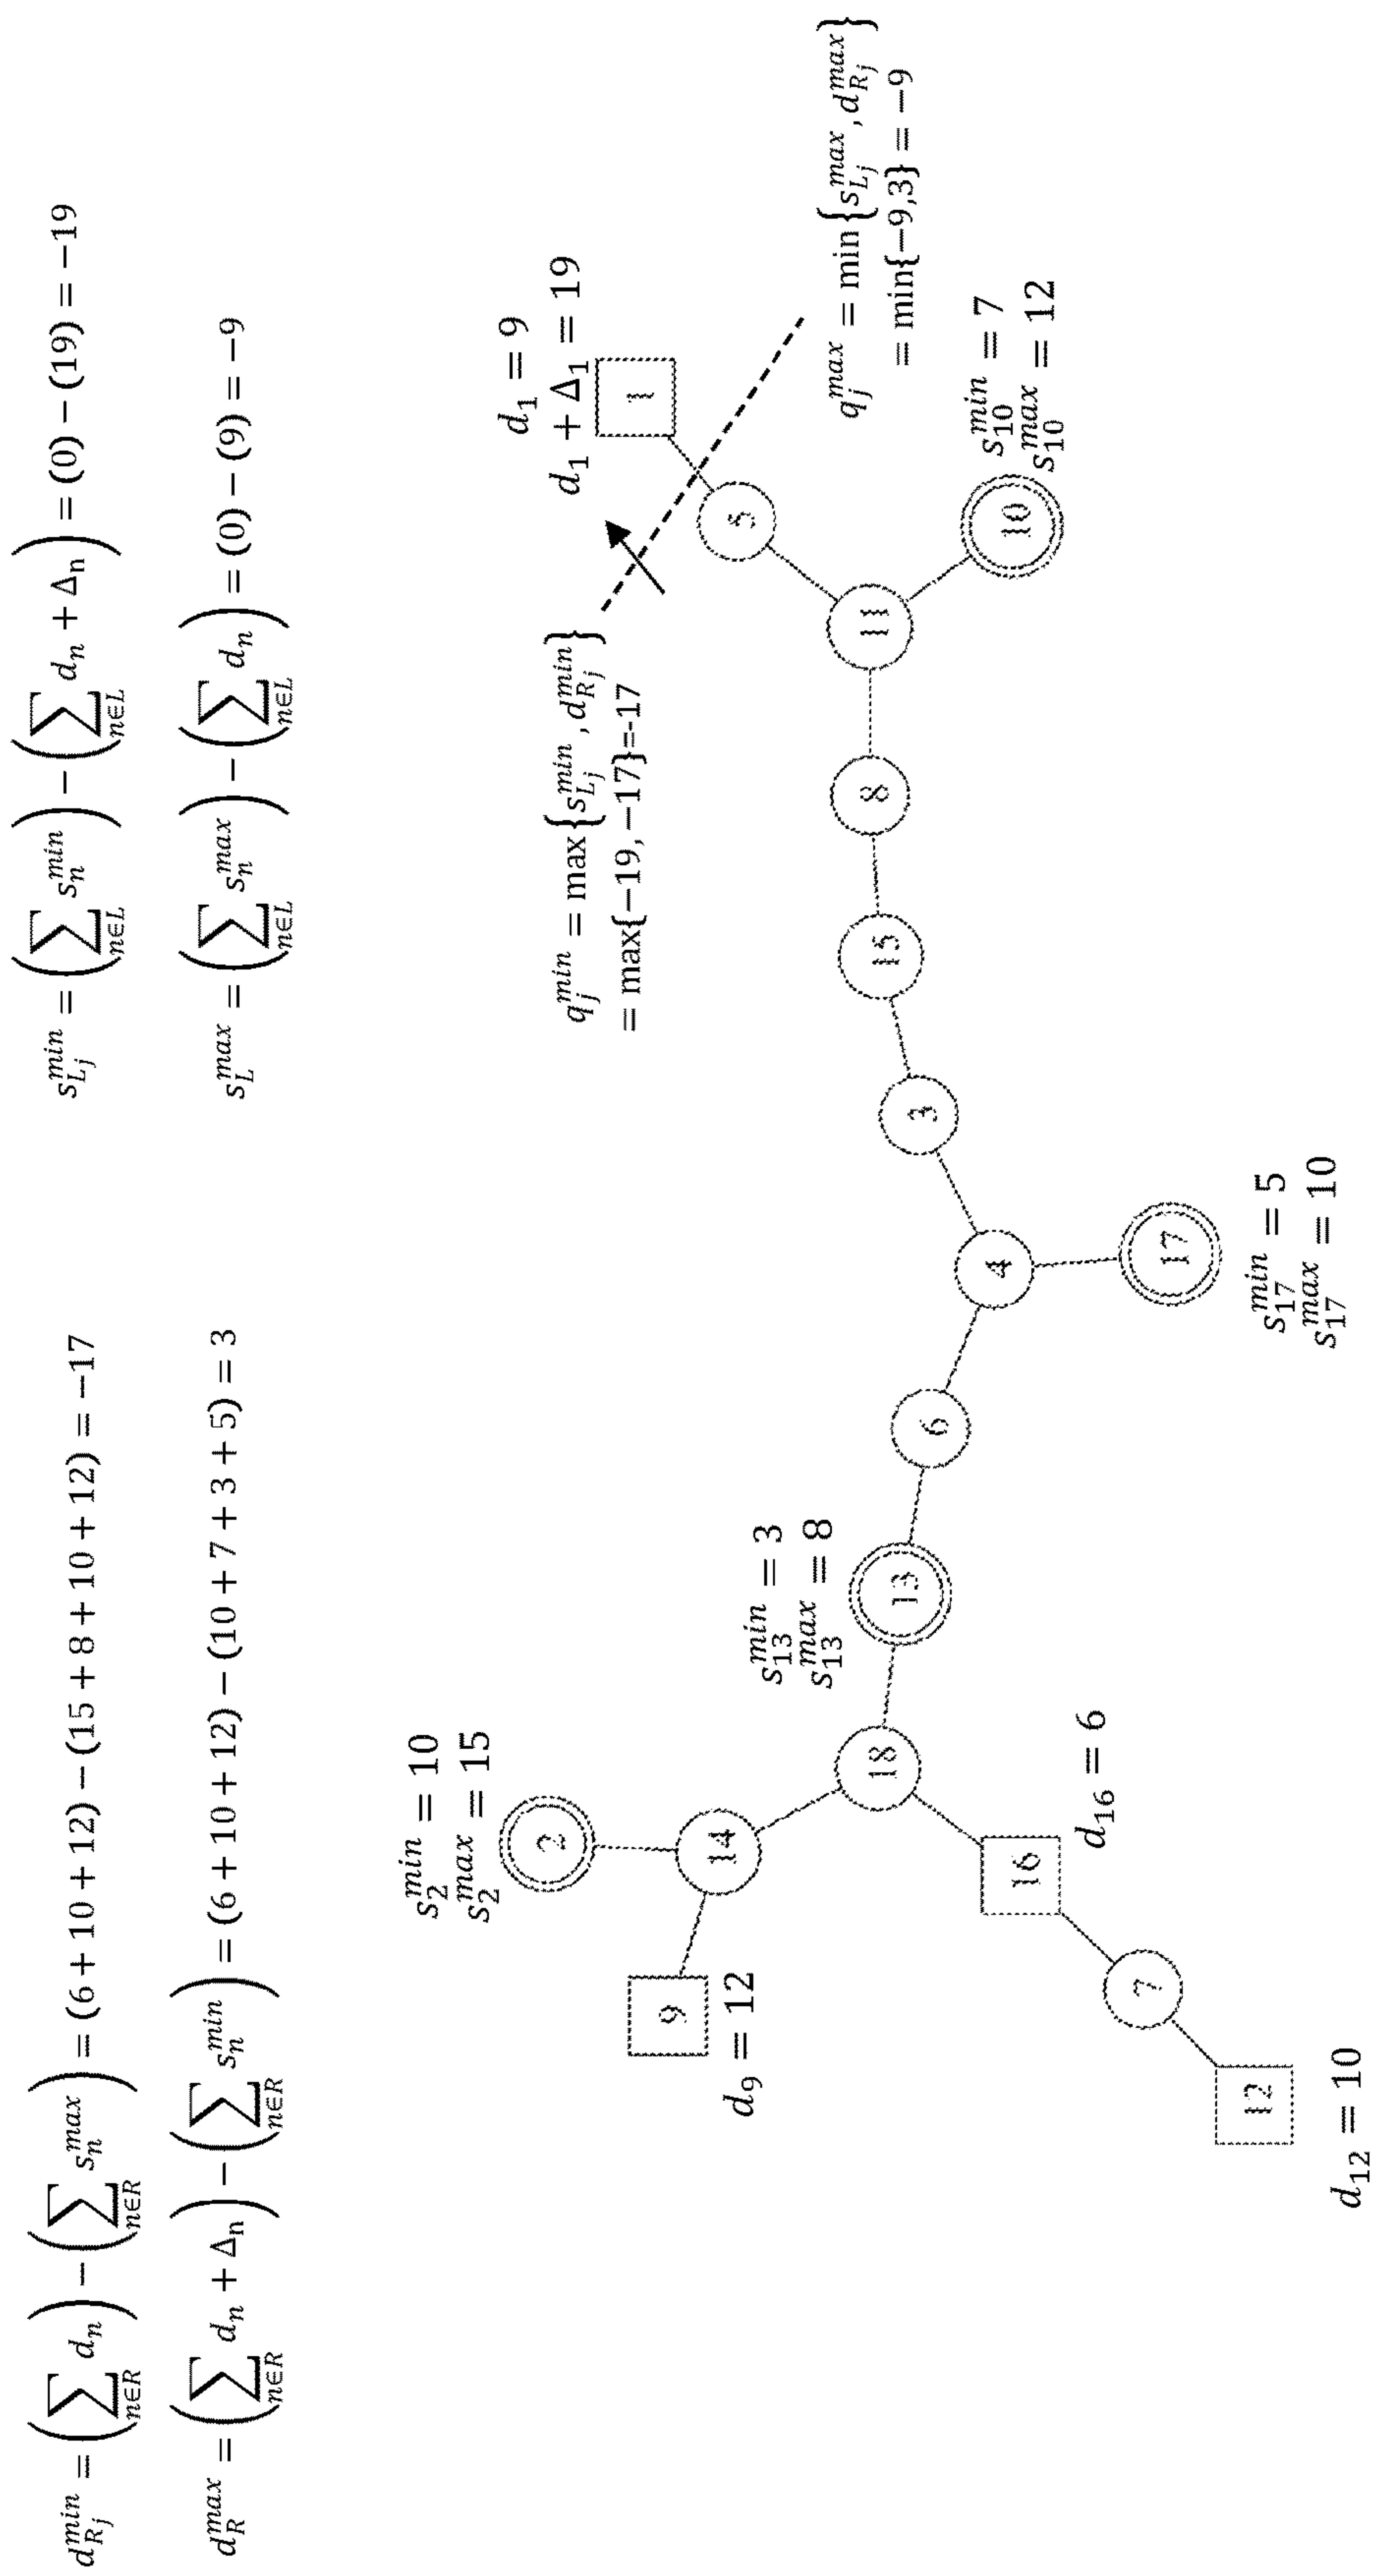 d_{R_j}^{min} = (∑_{n∈R} d_n) − (∑_{n∈R} s_n^{max}) = (6 + 10 + 12) − (15 + 8 + 10 + 12) = −17
d_R^{max} = (∑_{n∈R} d_n + Δ_n) − (∑_{n∈R} s_n^{min}) = (6 + 10 + 12) − (10 + 7 + 3 + 5) = 3
s_{L_j}^{min} = (∑_{n∈L} s_n^{min}) − (∑_{n∈L} d_n + Δ_n) = (0) − (19) = −19
s_L^{max} = (∑_{n∈L} s_n^{max}) − (∑_{n∈L} d_n) = (0) − (9) = −9
s_2^{min} = 10
s_2^{max} = 15
2
9
d_9 = 12
14
18
16
d_{16} = 6
7
12
d_{12} = 10
s_{13}^{min} = 3
s_{13}^{max} = 8
13
6
4
17
s_{17}^{min} = 5
s_{17}^{max} = 10
3
15
8
11
q_j^{min} = max{s_{L_j}^{min}, d_{R_j}^{min}}
= max{−19, −17}=-17
5
d_1 = 9
d_1 + Δ_1 = 19
1
10
s_{10}^{min} = 7
s_{10}^{max} = 12
q_j^{max} = min{s_{L_j}^{max}, d_{R_j}^{max}}
= min{−9,3} = −9